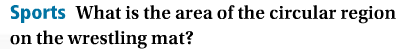 Sports What is the area of the circular region
on the wrestling mat?